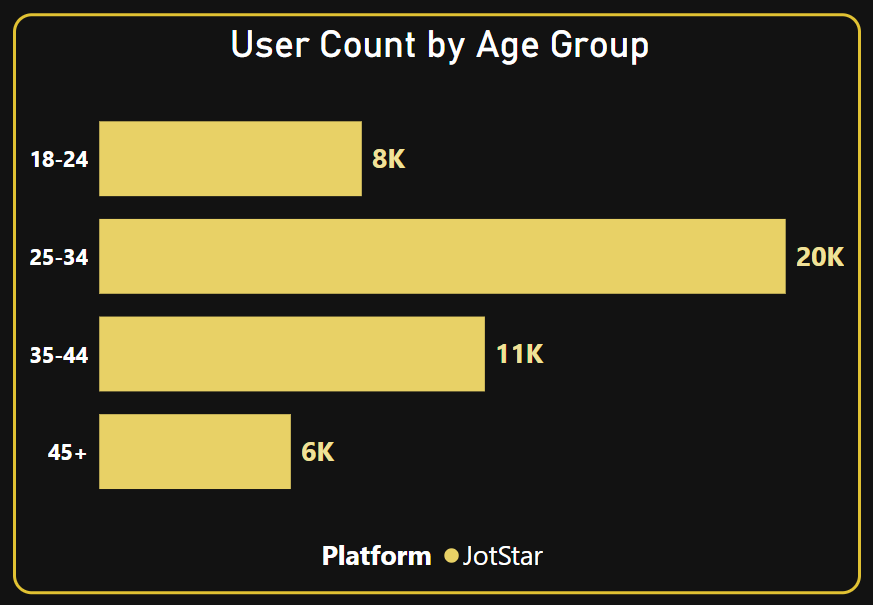 User Count by Age Group
18-24 8K
25-34 20K
35-44 11K
45+ 6K
Platform JotStar